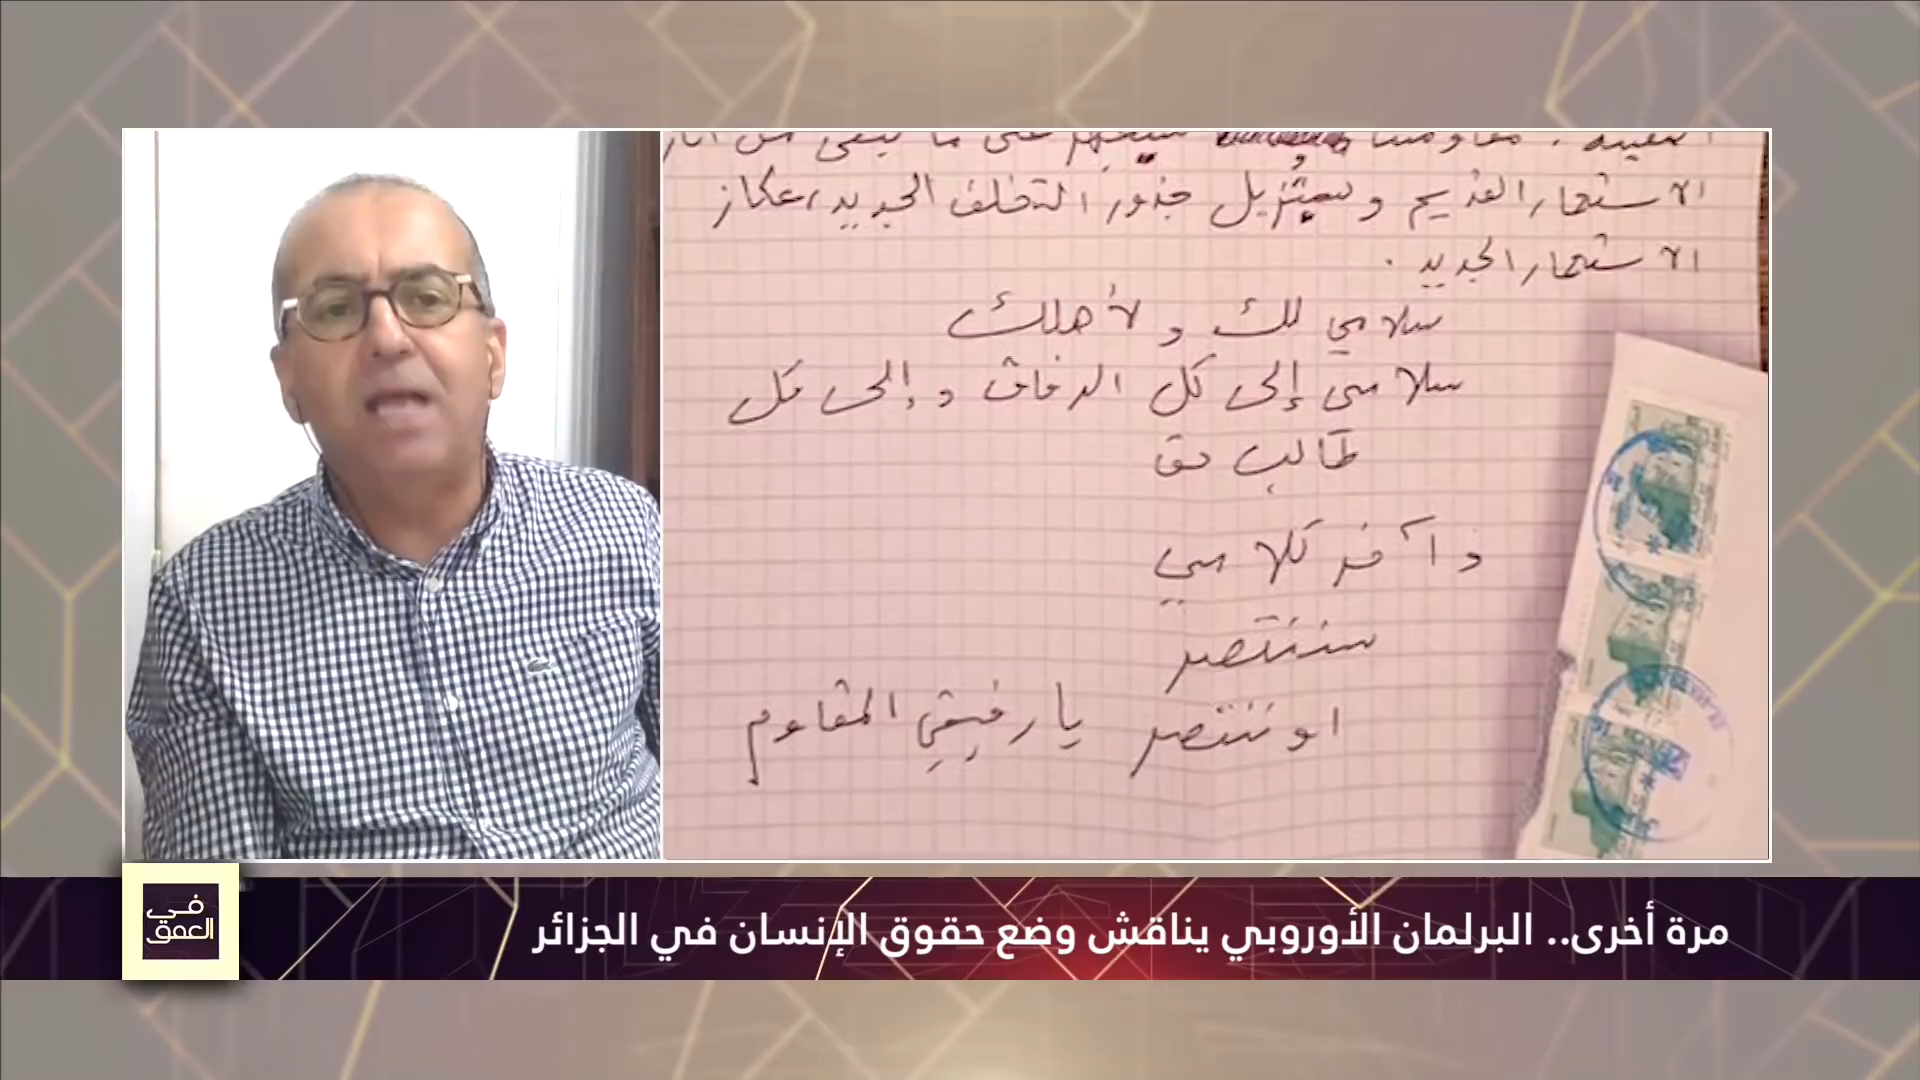 الاستعمار القديم وستزيل جذور التخلف الجديد، عكاز
الاستعمار الجديد.
سلامي لك ولأهلك
سلامي إلى كل الرفاق وإلى كل
طالب حق
وآخر كلامي
سننتصر
او ننتصر يا رفيقي المقاوم
في
العمق
مرة أخرى.. البرلمان الأوروبي يناقش وضع حقوق الإنسان في الجزائر